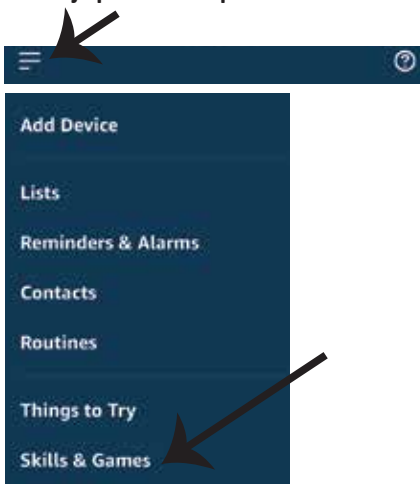 Add Device
Lists
Reminders & Alarms
Contacts
Routines
Things to Try
Skills & Games